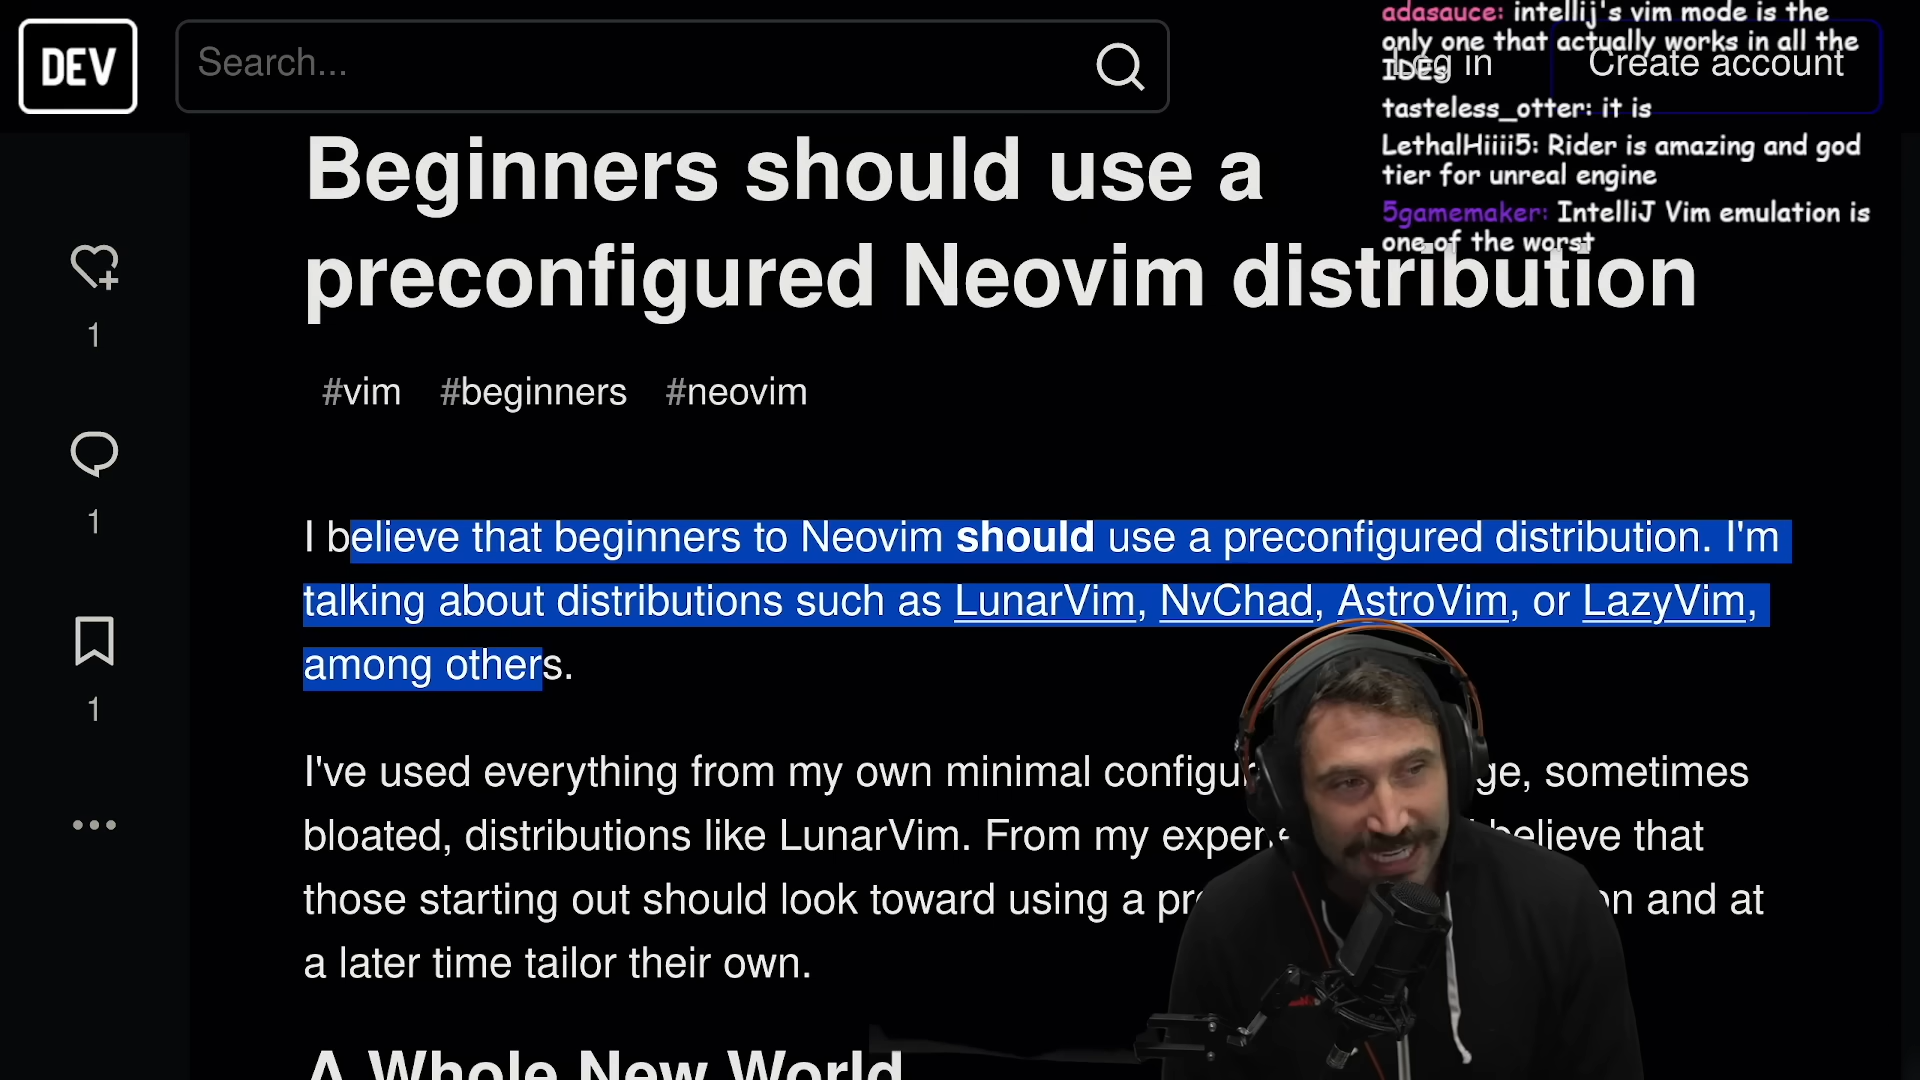 DEV
Search...
Log in
Create account
adasauce: intellij's vim mode is the
only one that actually works in all the
IDEs
tasteless_otter: it is
LethalHiiii5: Rider is amazing and god
tier for unreal engine
5gamemaker: IntelliJ Vim emulation is
one of the worst
Beginners should use a
preconfigured Neovim distribution
#vim #beginners #neovim
1
1
1
I believe that beginners to Neovim should use a preconfigured distribution. I'm
talking about distributions such as LunarVim, NvChad, AstroVim, or LazyVim,
among others.
I've used everything from my own minimal sometimes
bloated, distributions like LunarVim. From my believe that
those starting out should look toward using a and at
a later time tailor their own.
A Whole New World